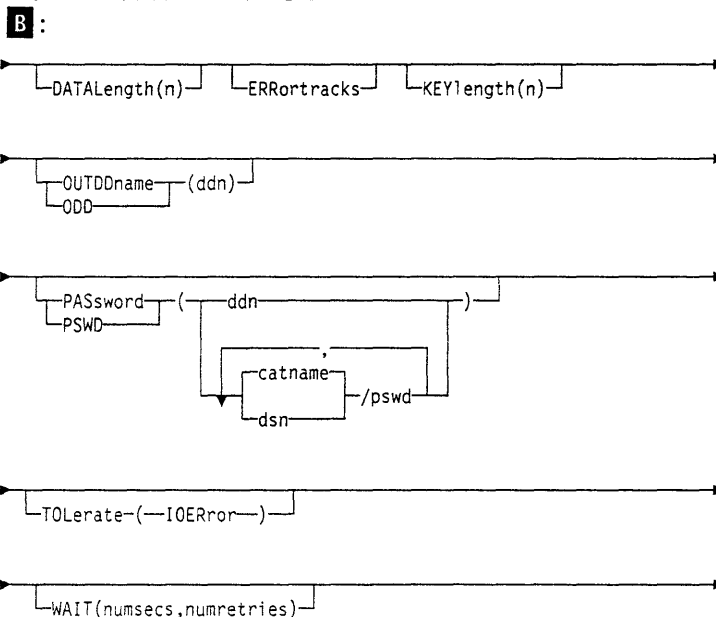 B :
DATALength(n) ERRortracks KEYlength(n)
OUTDDname (ddn)
ODD
PASsword ( ddn )
PSWD
,
catname /pswd
dsn
TOLerate (IOERror)
WAIT(numsecs,numretries)